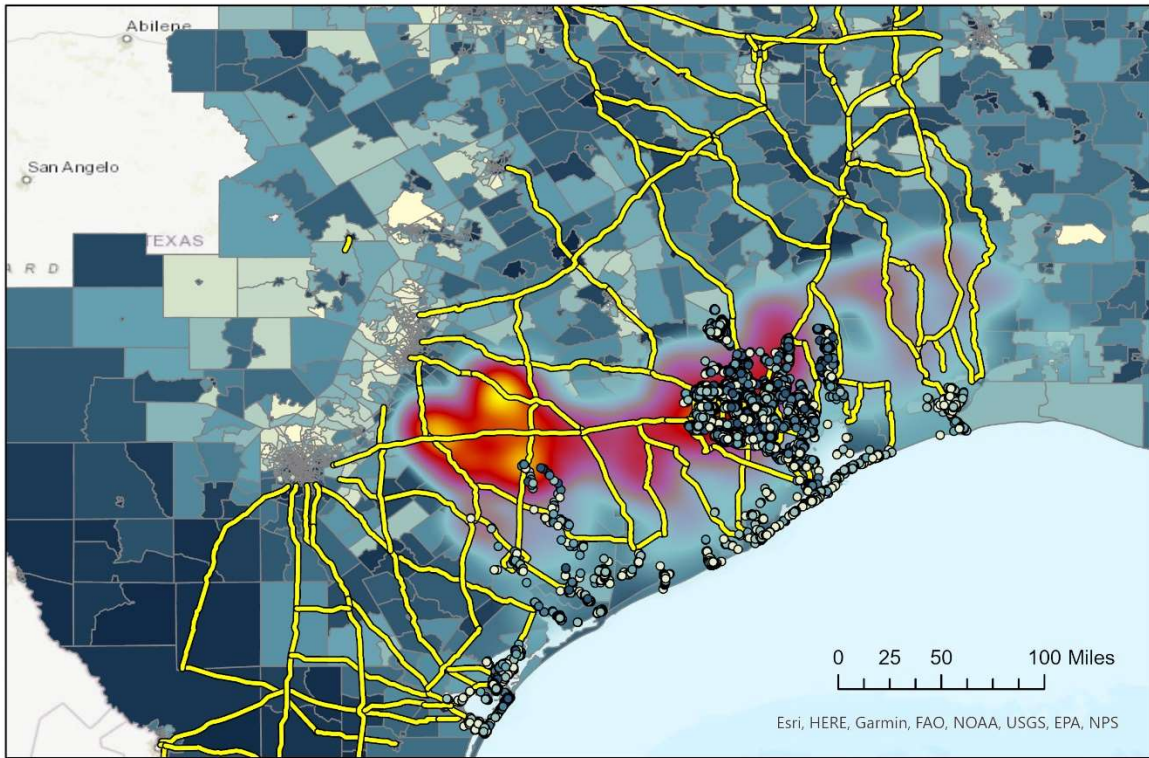 Abilene
San Angelo
TEXAS
A R D
0 25 50 100 Miles
Esri, HERE, Garmin, FAO, NOAA, USGS, EPA, NPS